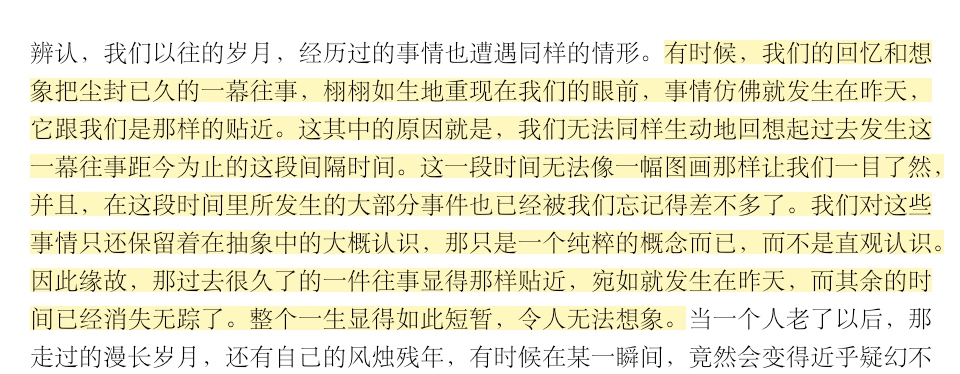 辨认，我们以往的岁月，经历过的事情也遭遇同样的情形。有时候，我们的回忆和想
象把尘封已久的一幕往事，栩栩如生地重现在我们的眼前，事情仿佛就发生在昨天，
它跟我们是那样的贴近。这其中的原因就是，我们无法同样生动地回想起过去发生这
一幕往事距今为止的这段间隔时间。这一段时间无法像一幅图画那样让我们一目了然，
并且，在这段时间里所发生的大部分事件也已经被我们忘记得差不多了。我们对这些
事情只还保留着在抽象中的大概认识，那只是一个纯粹的概念而已，而不是直观认识。
因此缘故，那过去很久了的一件往事显得那样贴近，宛如就发生在昨天，而其余的时
间已经消失无踪了。整个一生显得如此短暂，令人无法想象。当一个人老了以后，那
走过的漫长岁月，还有自己的风烛残年，有时候在某一瞬间，竟然会变得近乎疑幻不